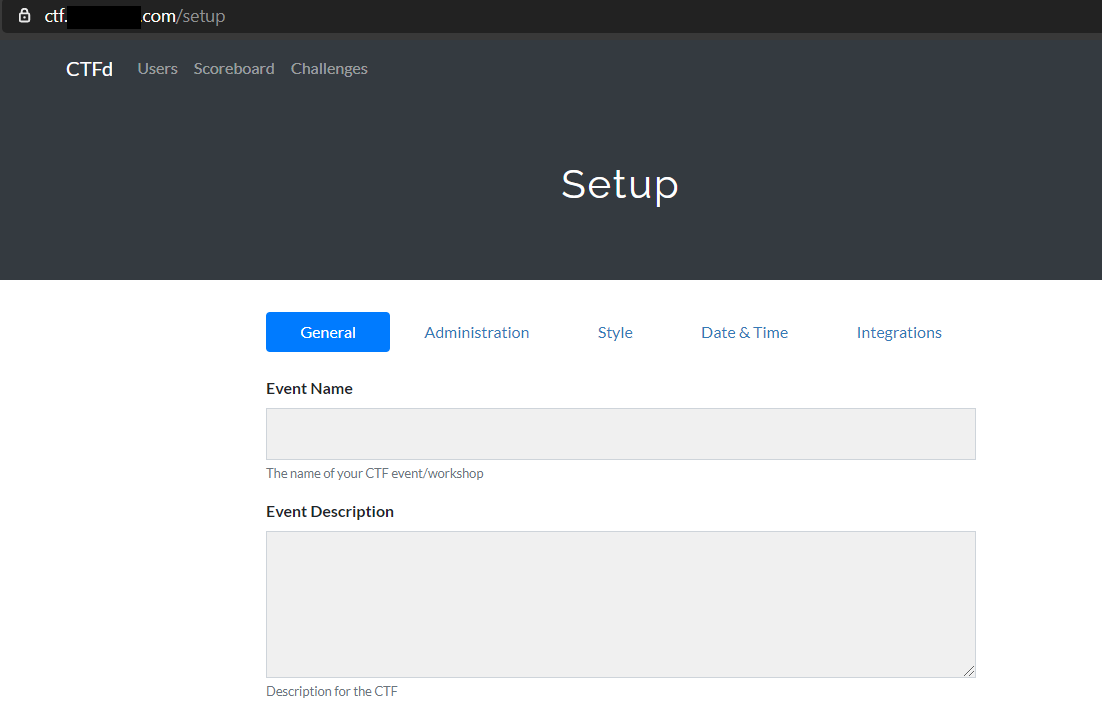 ctf. .com/setup
CTFd Users Scoreboard Challenges
Setup
General Administration Style Date & Time Integrations
Event Name
The name of your CTF event/workshop
Event Description
Description for the CTF